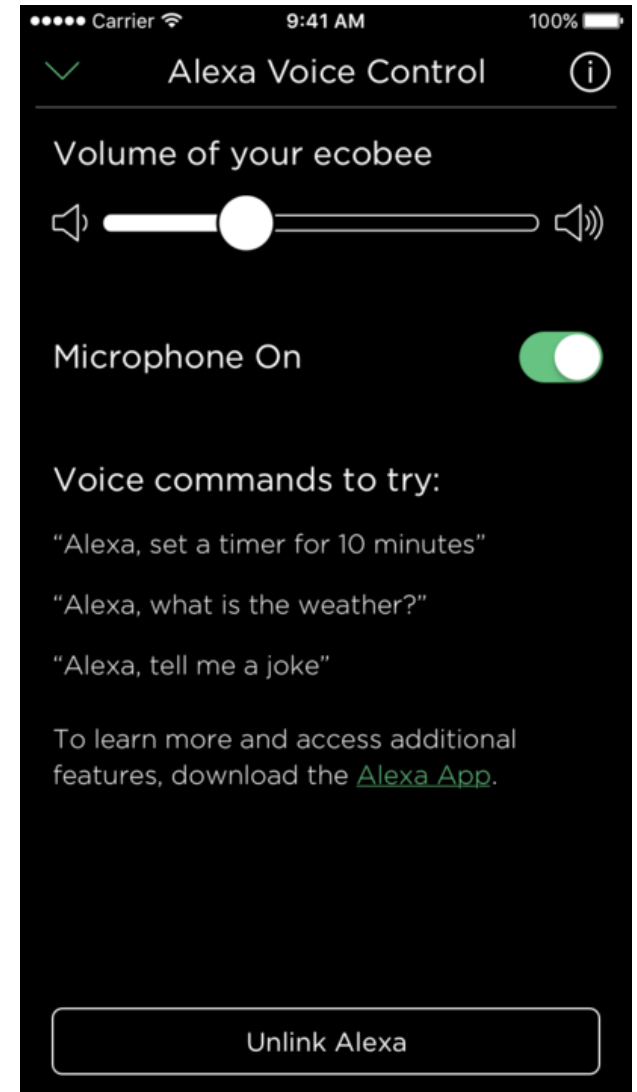 Carrier 9:41 AM 100%
Alexa Voice Control
Volume of your ecobee
Microphone On
Voice commands to try:
“Alexa, set a timer for 10 minutes”
“Alexa, what is the weather?”
“Alexa, tell me a joke”
To learn more and access additional
features, download the Alexa App.
Unlink Alexa